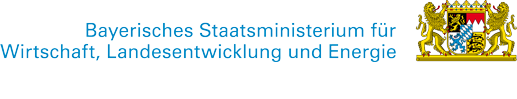 Bayerisches Staatsministerium für
Wirtschaft, Landesentwicklung und Energie